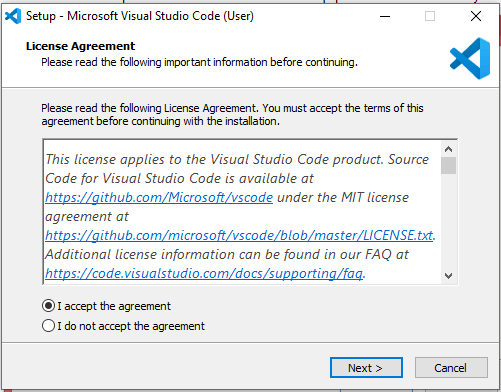 Setup - Microsoft Visual Studio Code (User)
License Agreement
Please read the following important information before continuing.
Please read the following License Agreement. You must accept the terms of this
agreement before continuing with the installation.
This license applies to the Visual Studio Code product. Source
Code for Visual Studio Code is available at
https://github.com/Microsoft/vscode under the MIT license
agreement at
https://github.com/microsoft/vscode/blob/master/LICENSE.txt.
Additional license information can be found in our FAQ at
https://code.visualstudio.com/docs/supporting/faq.
I accept the agreement
I do not accept the agreement
Next >
Cancel